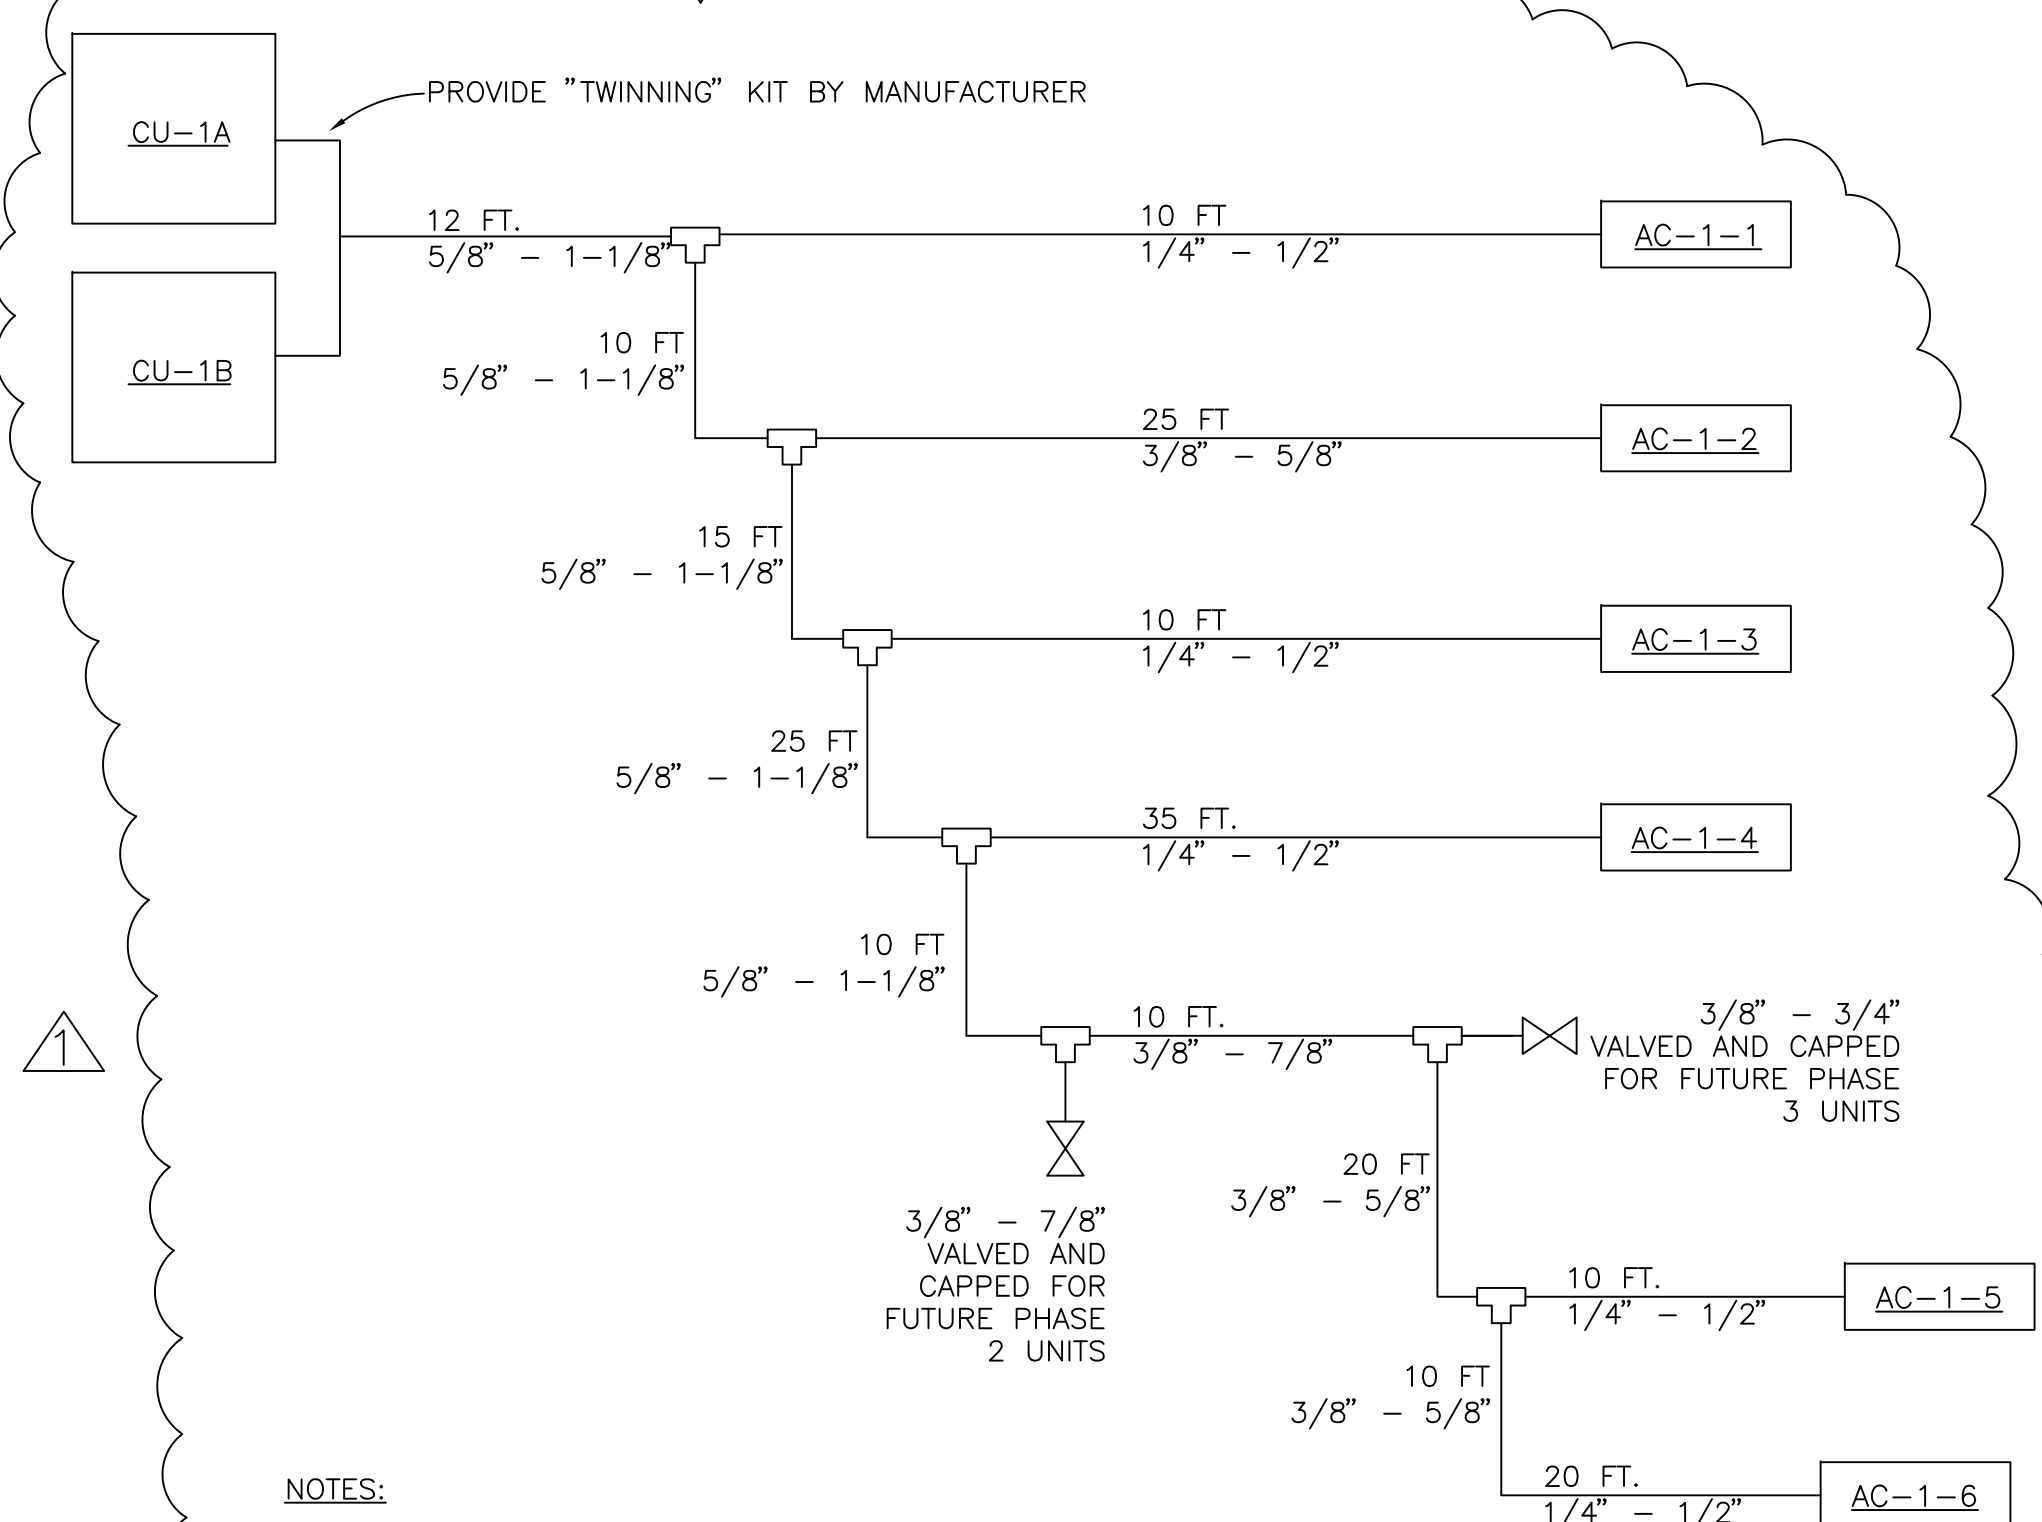 PROVIDE "TWINNING" KIT BY MANUFACTURER
CU-1A
12 FT.
5/8" - 1-1/8"
10 FT
1/4" - 1/2"
AC-1-1
CU-1B
10 FT
5/8" - 1-1/8"
25 FT
3/8" - 5/8"
AC-1-2
15 FT
5/8" - 1-1/8"
10 FT
1/4" - 1/2"
AC-1-3
25 FT
5/8" - 1-1/8"
35 FT.
1/4" - 1/2"
AC-1-4
10 FT
5/8" - 1-1/8"
10 FT.
3/8" - 7/8"
3/8" - 3/4"
VALVED AND CAPPED
FOR FUTURE PHASE
3 UNITS
1
20 FT
3/8" - 5/8"
3/8" - 7/8"
VALVED AND
CAPPED FOR
FUTURE PHASE
2 UNITS
10 FT.
1/4" - 1/2"
AC-1-5
10 FT
3/8" - 5/8"
20 FT.
1/4" - 1/2"
AC-1-6
NOTES: